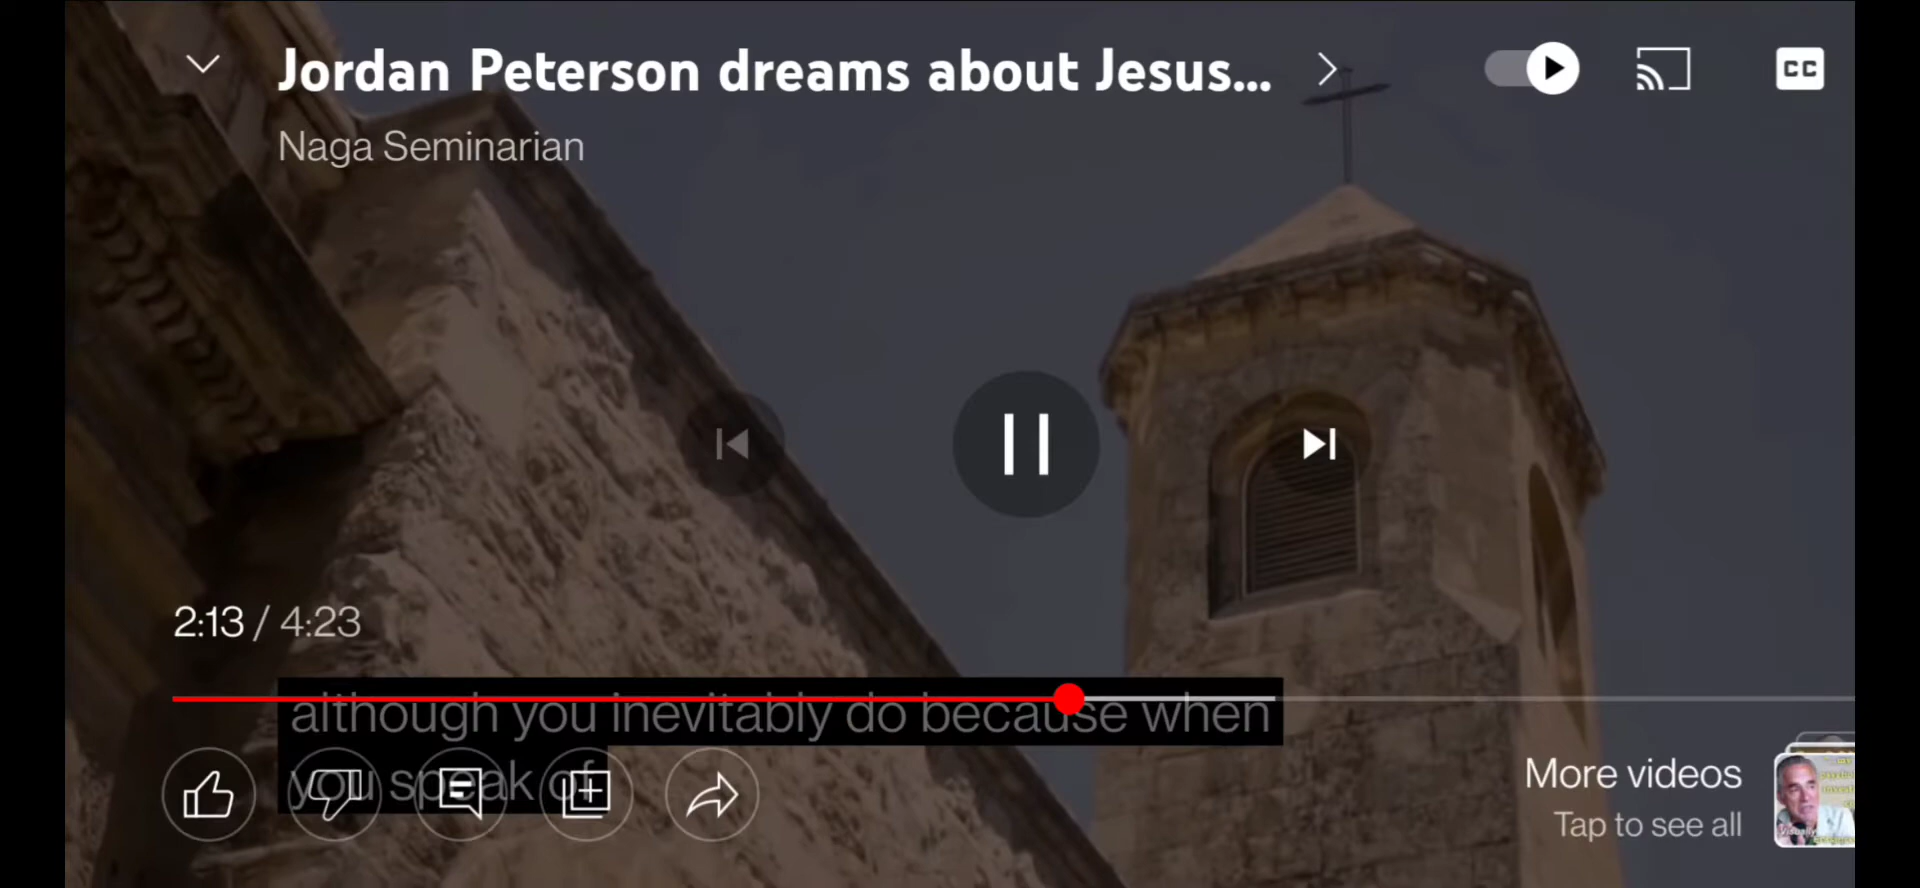 Jordan Peterson dreams about Jesus...
CC
Naga Seminarian
2:13 / 4:23
although you inevitably do because when
you speak of
More videos
Tap to see all